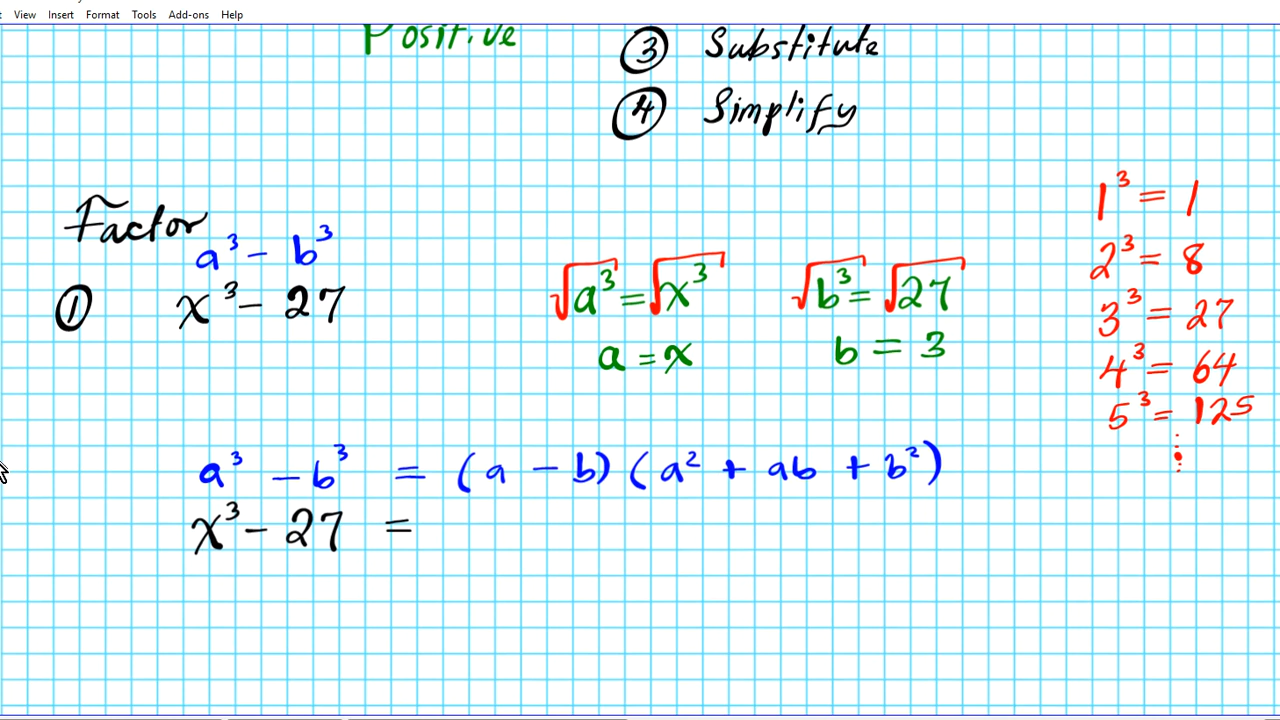 View Insert Format Tools Add-ons Help
Positive
③ Substitute
④ Simplify
Factor
a³ - b³
① x³ - 27
√a³ = √x³
a = x
√b³ = √27
b = 3
1³ = 1
2³ = 8
3³ = 27
4³ = 64
5³ = 125
a³ - b³ = (a - b) (a² + ab + b²)
x³ - 27 =